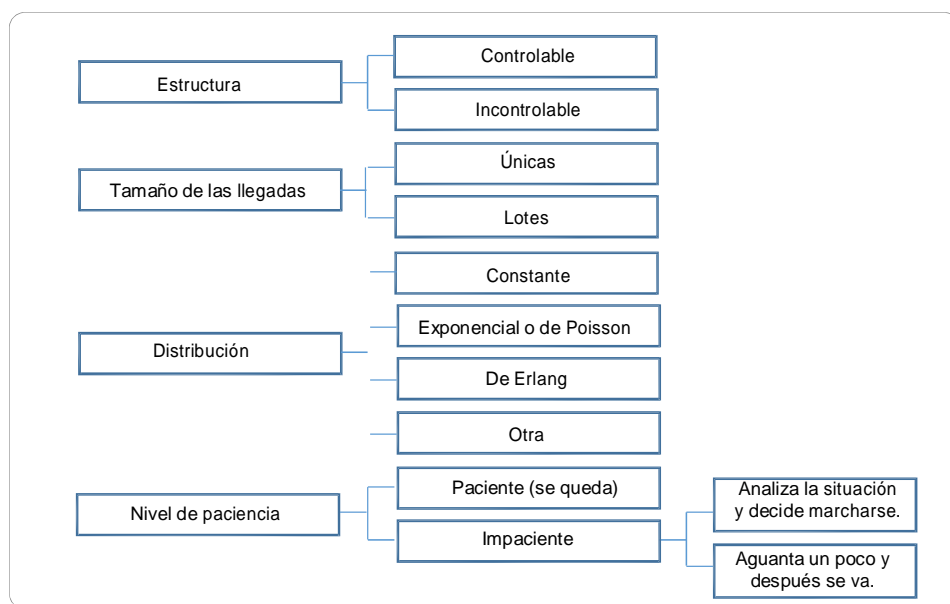 Estructura
Controlable
Incontrolable
Tamaño de las llegadas
Únicas
Lotes
Distribución
Constante
Exponencial o de Poisson
De Erlang
Otra
Nivel de paciencia
Paciente (se queda)
Impaciente
Analiza la situación
y decide marcharse.
Aguanta un poco y
después se va.